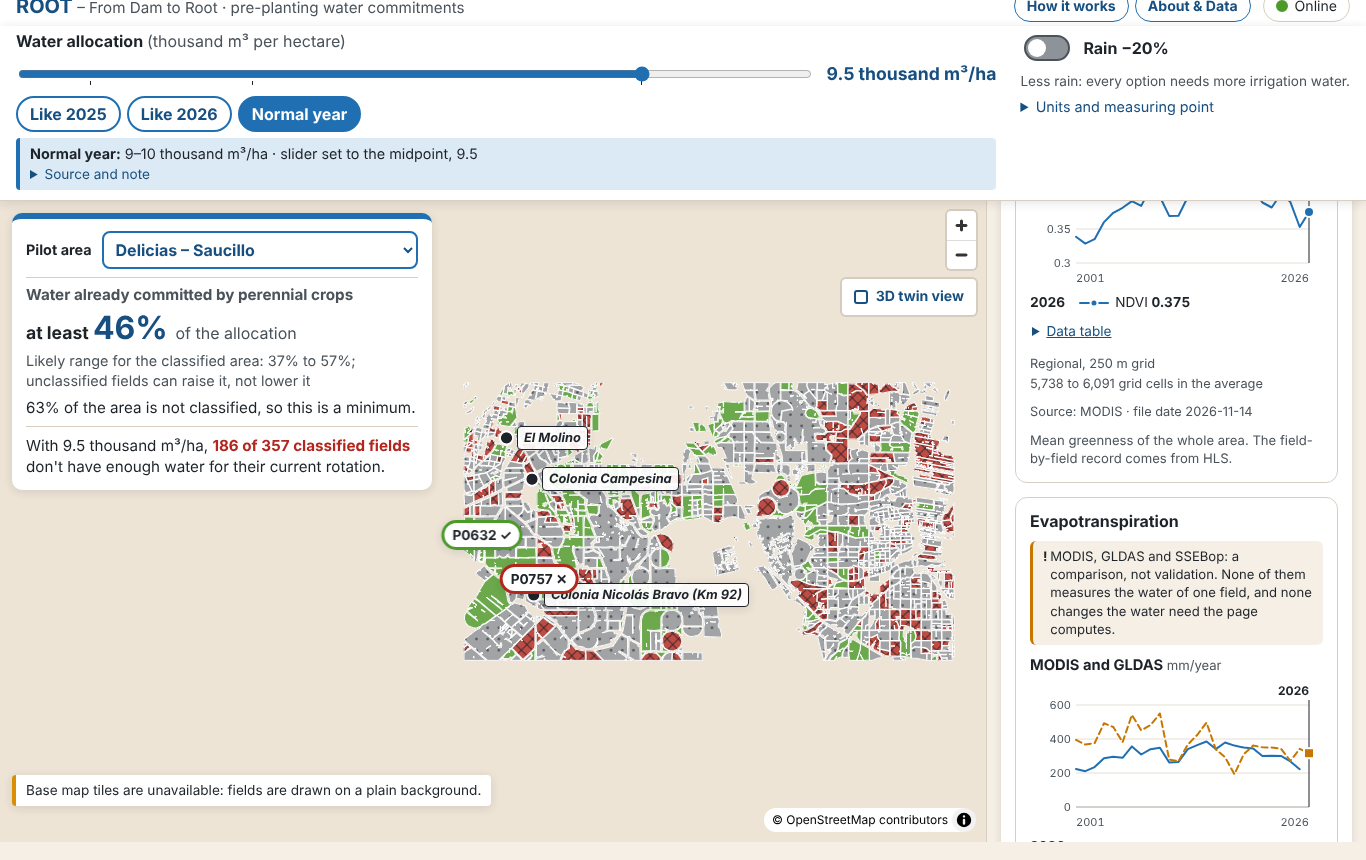 ROOT – From Dam to Root · pre-planting water commitments
How it works
About & Data
Online
Water allocation (thousand m³ per hectare)
9.5 thousand m³/ha
Like 2025
Like 2026
Normal year
Normal year: 9–10 thousand m³/ha · slider set to the midpoint, 9.5
Source and note
Rain −20%
Less rain: every option needs more irrigation water.
Units and measuring point
Pilot area
Delicias – Saucillo
Water already committed by perennial crops
at least 46% of the allocation
Likely range for the classified area: 37% to 57%;
unclassified fields can raise it, not lower it
63% of the area is not classified, so this is a minimum.
With 9.5 thousand m³/ha, 186 of 357 classified fields
don't have enough water for their current rotation.
+
−
3D twin view
El Molino
Colonia Campesina
P0632 ✓
P0757 ✕
Colonia Nicolás Bravo (Km 92)
Base map tiles are unavailable: fields are drawn on a plain background.
© OpenStreetMap contributors
0.35
0.3
2001
2026
2026 NDVI 0.375
Data table
Regional, 250 m grid
5,738 to 6,091 grid cells in the average
Source: MODIS · file date 2026-11-14
Mean greenness of the whole area. The field-
by-field record comes from HLS.
Evapotranspiration
! MODIS, GLDAS and SSEBop: a
comparison, not validation. None of them
measures the water of one field, and none
changes the water need the page
computes.
MODIS and GLDAS mm/year
2026
600
400
200
0
2001
2026